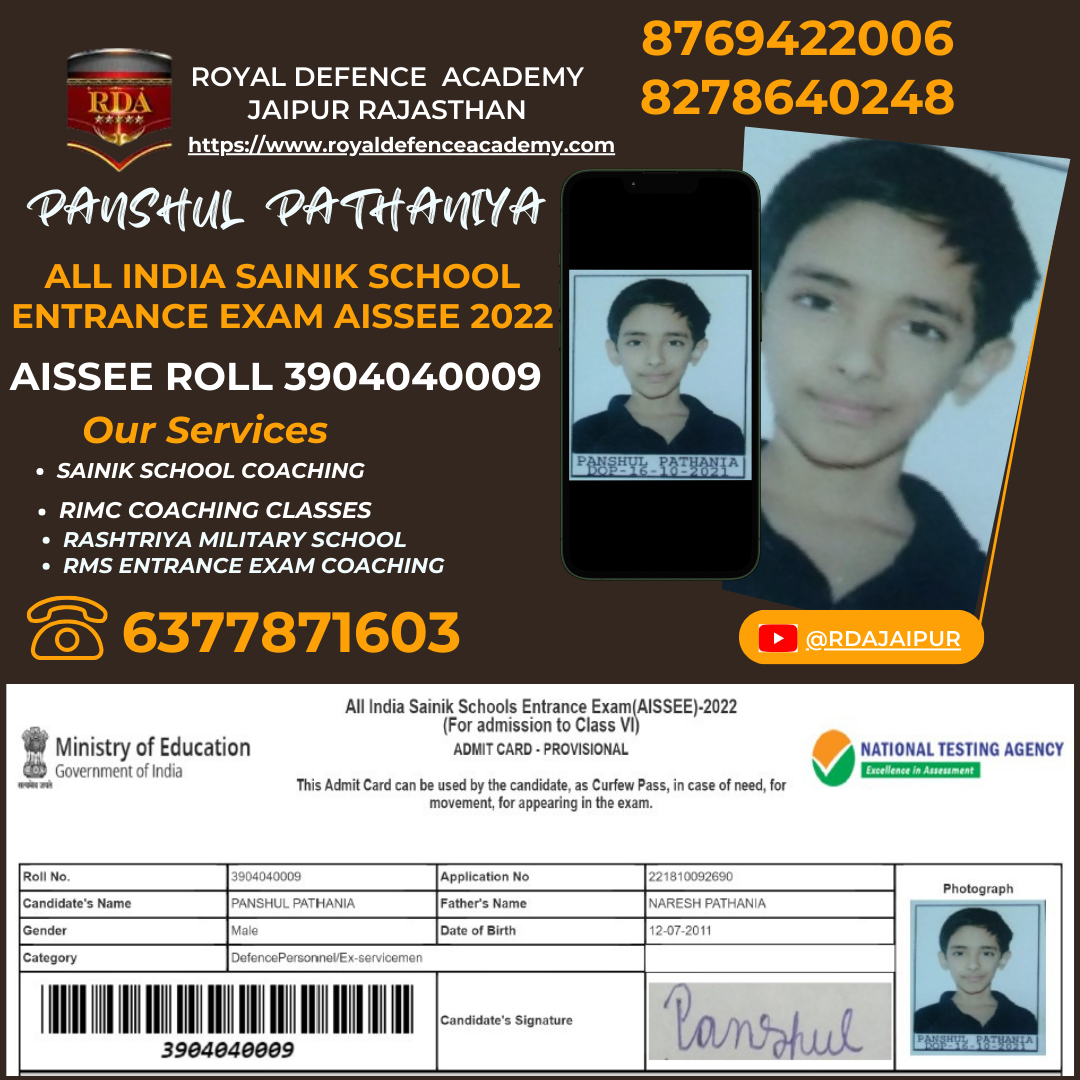 RDA
ROYAL DEFENCE ACADEMY
JAIPUR RAJASTHAN
https://www.royaldefenceacademy.com
8769422006
8278640248
PANSHUL PATHANIYA
ALL INDIA SAINIK SCHOOL
ENTRANCE EXAM AISSEE 2022
AISSEE ROLL 3904040009
Our Services
• SAINIK SCHOOL COACHING
• RIMC COACHING CLASSES
• RASHTRIYA MILITARY SCHOOL
• RMS ENTRANCE EXAM COACHING
6377871603
PANSHUL PATHANIA
DOP-16-10-2021
@RDAJAIPUR
All India Sainik Schools Entrance Exam(AISSEE)-2022
(For admission to Class VI)
ADMIT CARD - PROVISIONAL
This Admit Card can be used by the candidate, as Curfew Pass, in case of need, for
movement, for appearing in the exam.
सत्यमेव जयते
Ministry of Education
Government of India
NATIONAL TESTING AGENCY
Excellence in Assessment
Roll No. 3904040009 Application No 221810092690
Candidate's Name PANSHUL PATHANIA Father's Name NARESH PATHANIA
Gender Male Date of Birth 12-07-2011
Category DefencePersonnel/Ex-servicemen
Photograph
3904040009
Candidate's Signature
Panshul
PANSHUL PATHANIA
DOP-16-10-2021